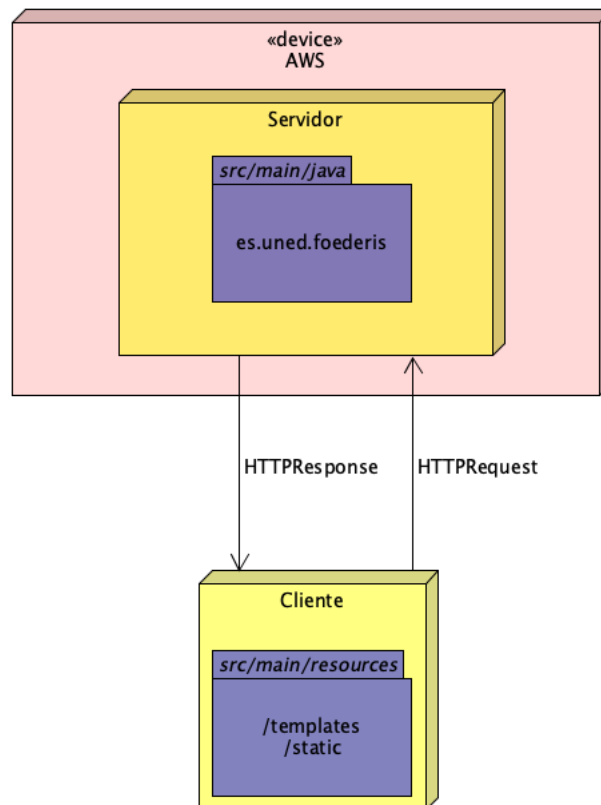 «device»
AWS
Servidor
src/main/java
es.uned.foederis
HTTPResponse
HTTPRequest
Cliente
src/main/resources
/templates
/static